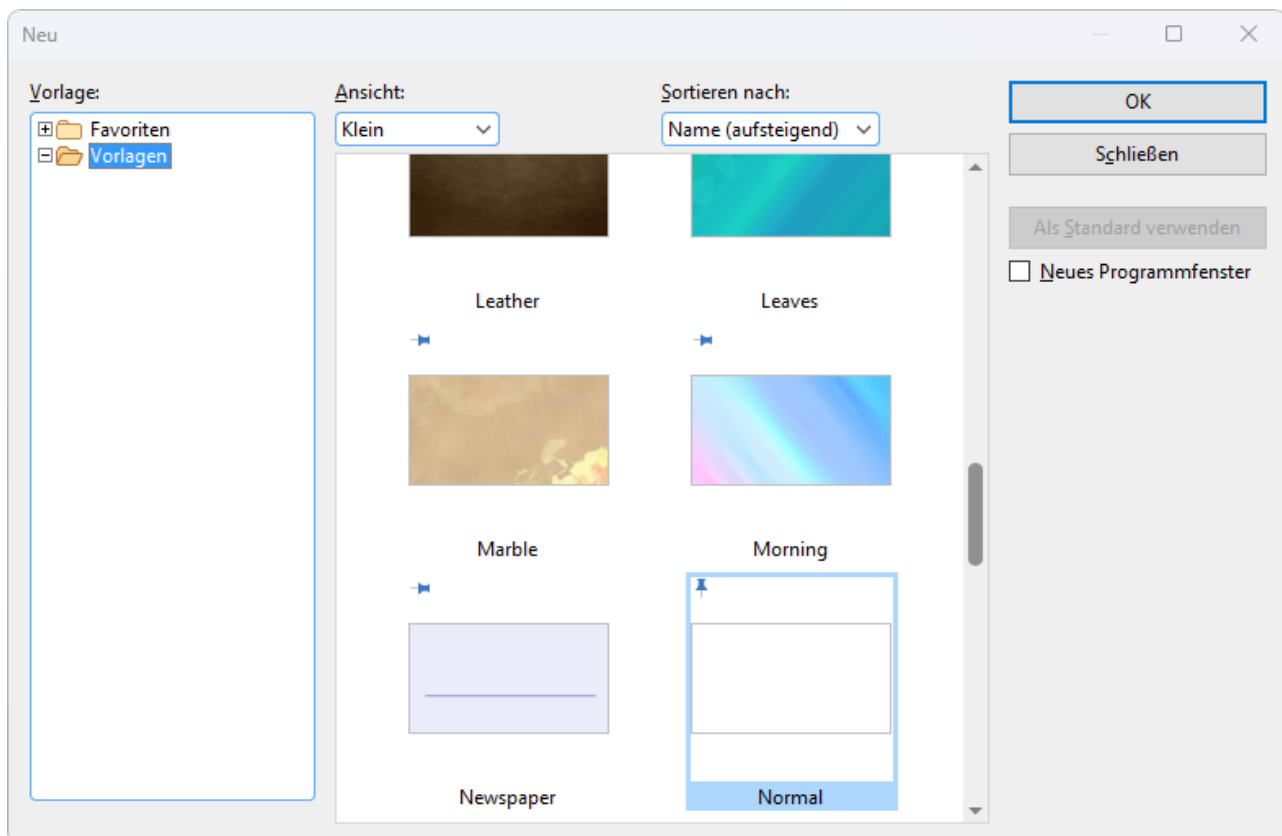 Neu
Vorlage:
Ansicht:
Sortieren nach:
Favoriten
Vorlagen
Klein
Name (aufsteigend)
OK
Schließen
Als Standard verwenden
Neues Programmfenster
Leather
Leaves
Marble
Morning
Newspaper
Normal